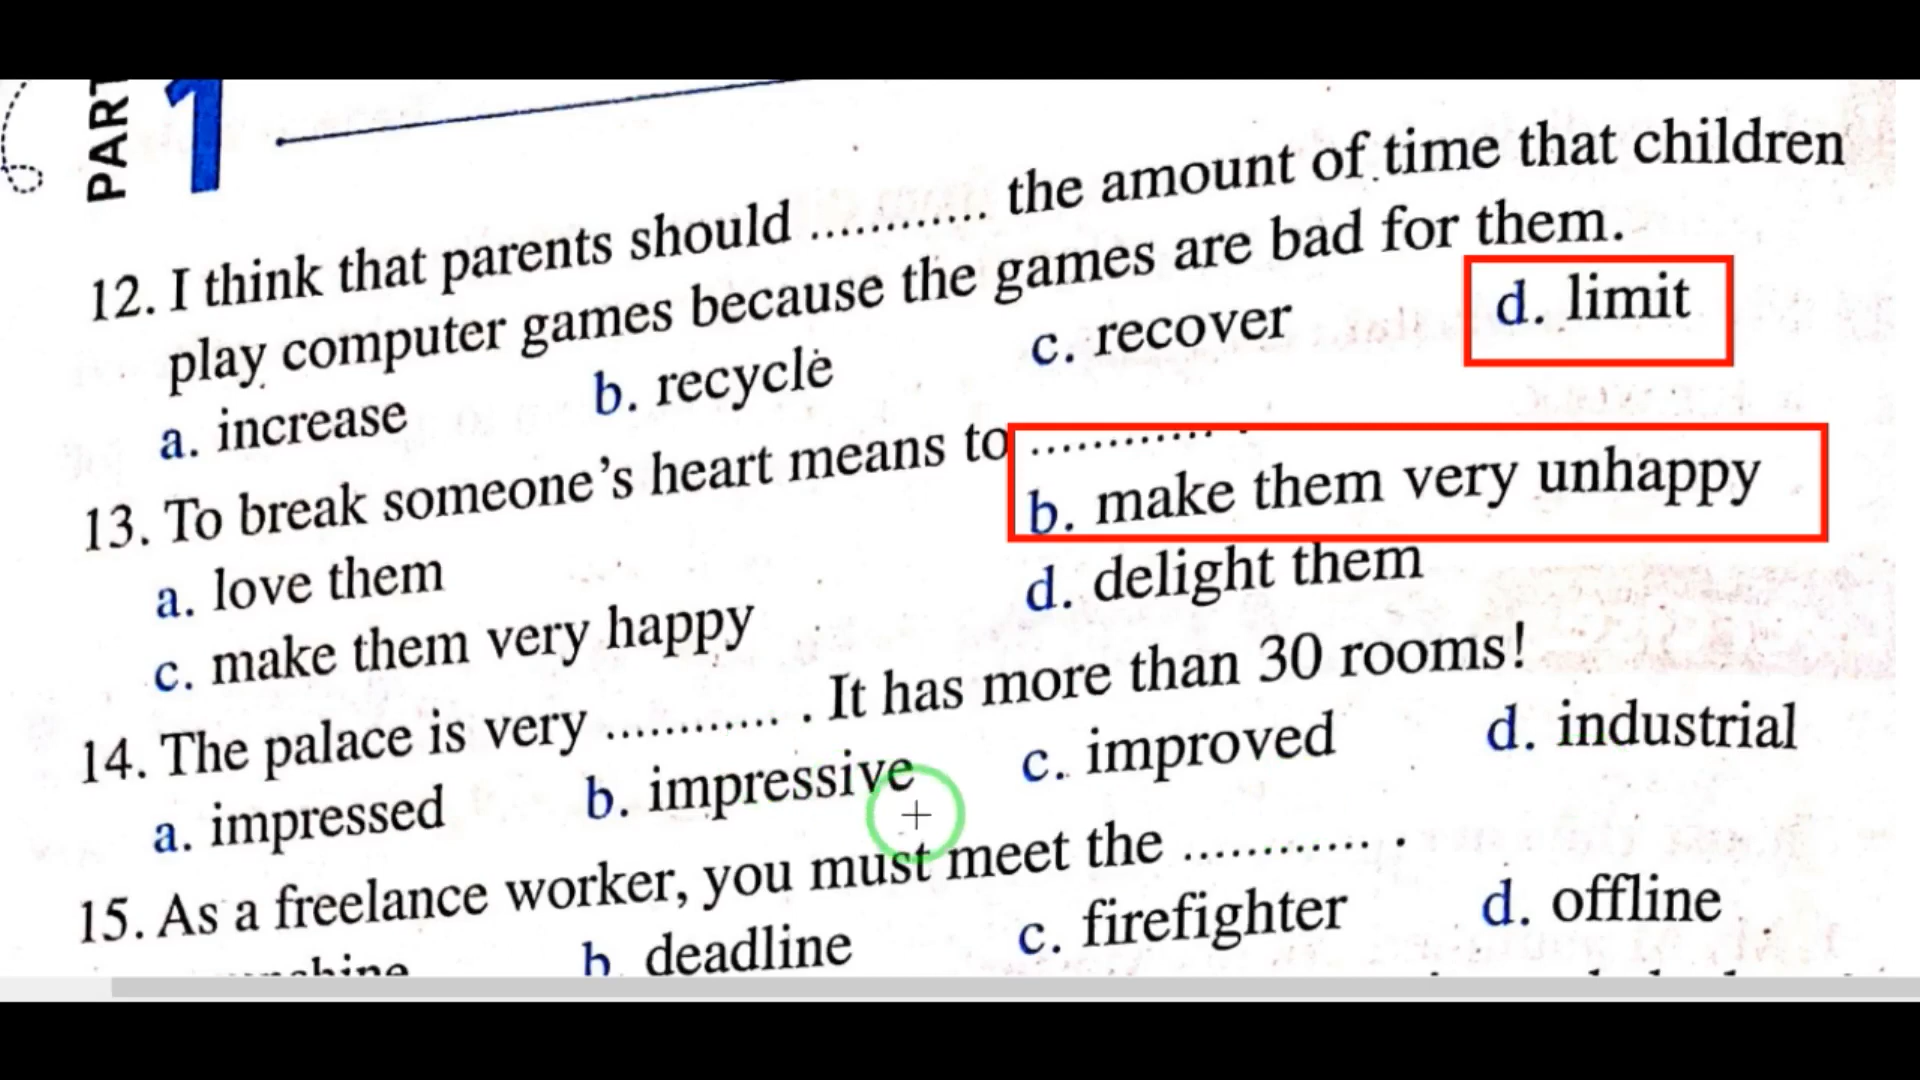 PART 1
12. I think that parents should ............ the amount of time that children
play computer games because the games are bad for them.
a. increase b. recycle c. recover d. limit
13. To break someone's heart means to ............ .
a. love them b. make them very unhappy
c. make them very happy d. delight them
14. The palace is very ............ . It has more than 30 rooms!
a. impressed b. impressive c. improved d. industrial
15. As a freelance worker, you must meet the ............ .
b. deadline c. firefighter d. offline